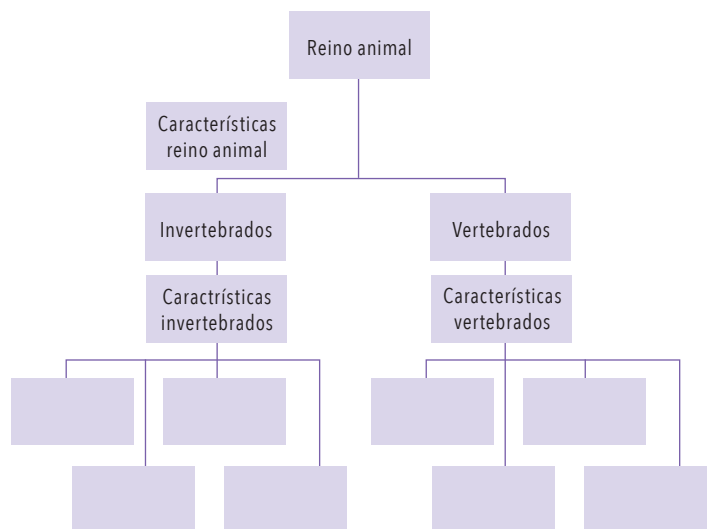 Reino animal
Características
reino animal
Invertebrados
Vertebrados
Caractrísticas
invertebrados
Características
vertebrados